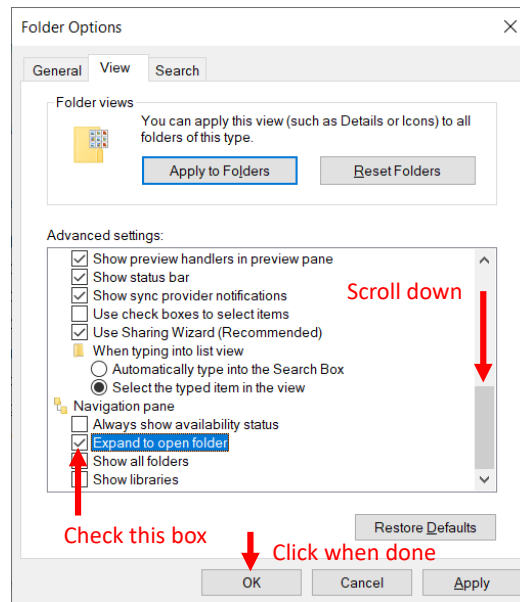 Folder Options
General View Search
Folder views
You can apply this view (such as Details or Icons) to all
folders of this type.
Apply to Folders Reset Folders
Advanced settings:
Show preview handlers in preview pane
Show status bar
Show sync provider notifications
Scroll down
Use check boxes to select items
Use Sharing Wizard (Recommended)
When typing into list view
Automatically type into the Search Box
Select the typed item in the view
Navigation pane
Always show availability status
Expand to open folder
Show all folders
Show libraries
Check this box
Restore Defaults
Click when done
OK Cancel Apply